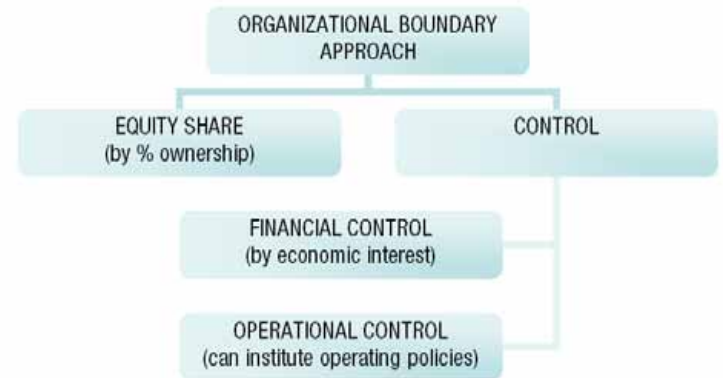 ORGANIZATIONAL BOUNDARY
APPROACH
EQUITY SHARE
(by % ownership)
CONTROL
FINANCIAL CONTROL
(by economic interest)
OPERATIONAL CONTROL
(can institute operating policies)